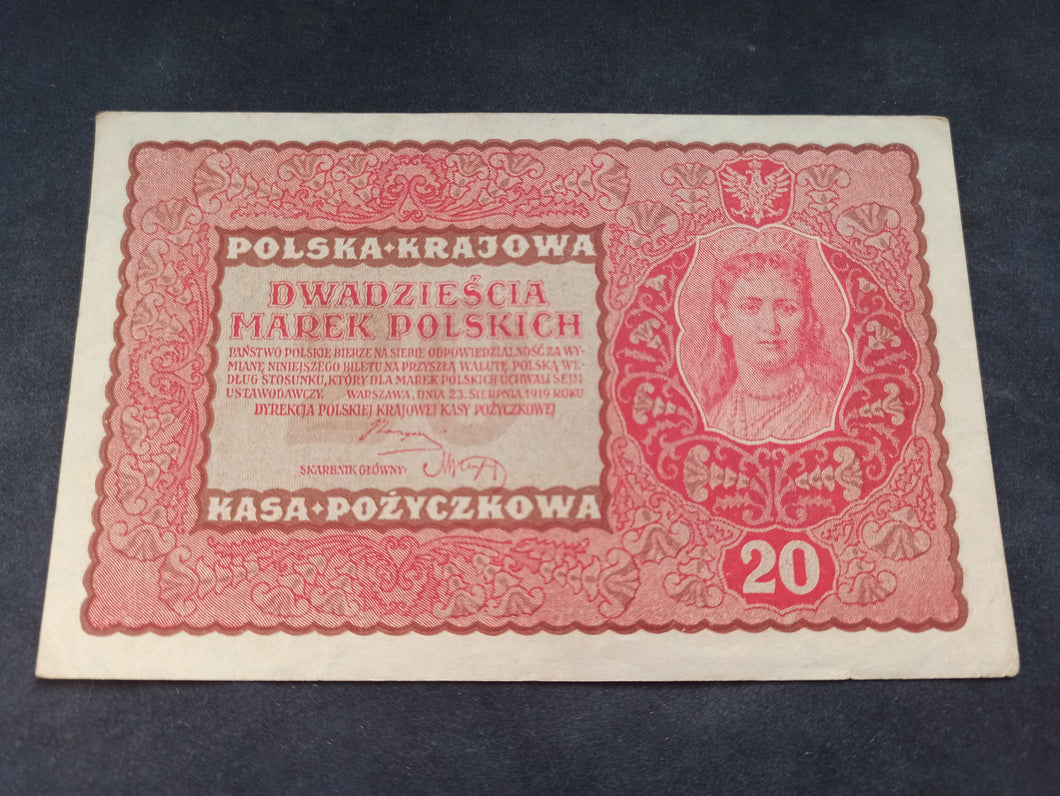 POLSKA•KRAJOWA
DWADZIEŚCIA
MAREK POLSKICH
PAŃSTWO POLSKIE BIERZE NA SIEBIE ODPOWIEDZIALNOŚĆ ZA WY-
MIANĘ NINIEJSZEGO BILETU NA PRZYSZŁĄ WALUTĘ POLSKĄ WE-
DŁUG STOSUNKU, KTÓRY DLA MAREK POLSKICH UCHWALI SEJM
USTAWODAWCZY. WARSZAWA, DNIA 23. SIERPNIA 1919 ROKU
DYREKCJA POLSKIEJ KRAJOWEJ KASY POŻYCZKOWEJ
SKARBNIK GŁÓWNY:
KASA•POŻYCZKOWA
20